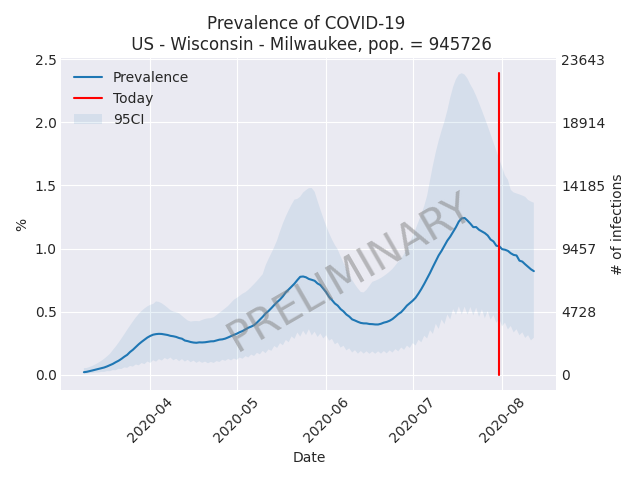 Prevalence of COVID-19
US - Wisconsin - Milwaukee, pop. = 945726
Prevalence
Today
95CI
2.5
2.0
1.5
1.0
0.5
0.0
%
23643
18914
14185
9457
4728
0
# of infections
PRELIMINARY
2020-04
2020-05
2020-06
2020-07
2020-08
Date